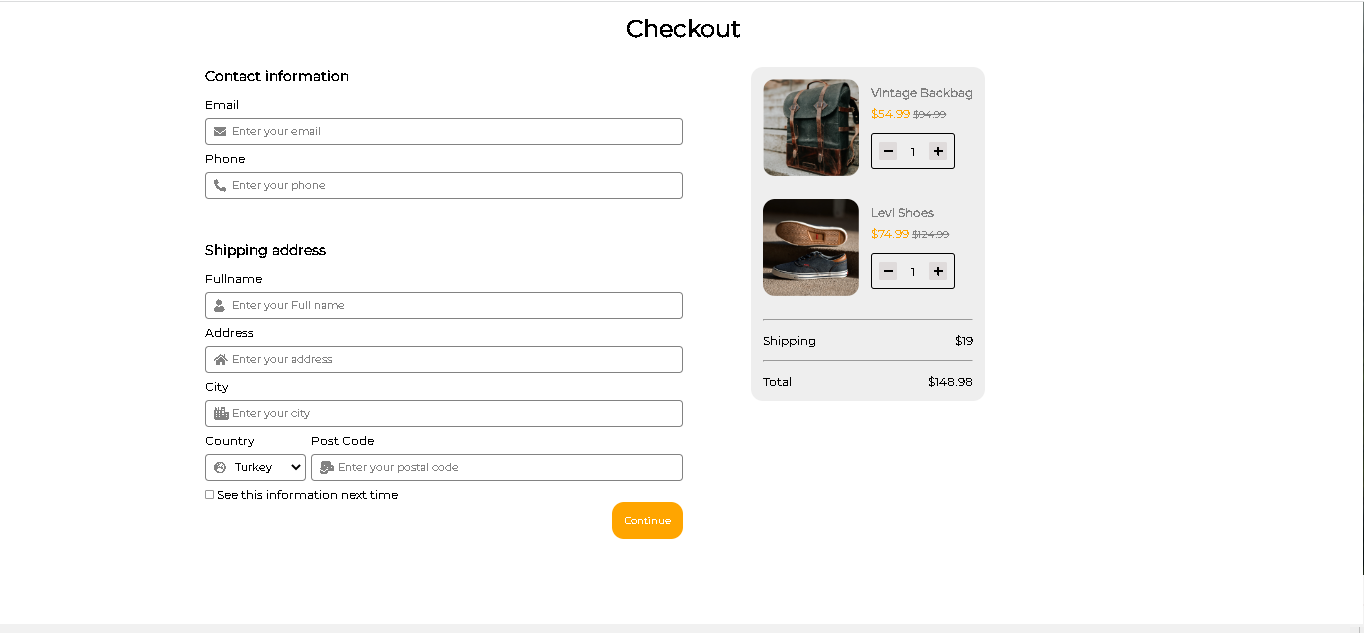 Checkout
Contact information
Email
Enter your email
Phone
Enter your phone
Shipping address
Fullname
Enter your Full name
Address
Enter your address
City
Enter your city
Country
Post Code
Turkey
Enter your postal code
See this information next time
Continue
Vintage Backbag
$54.99 $94.99
- 1 +
Levi Shoes
$74.99 $124.99
- 1 +
Shipping $19
Total $148.98